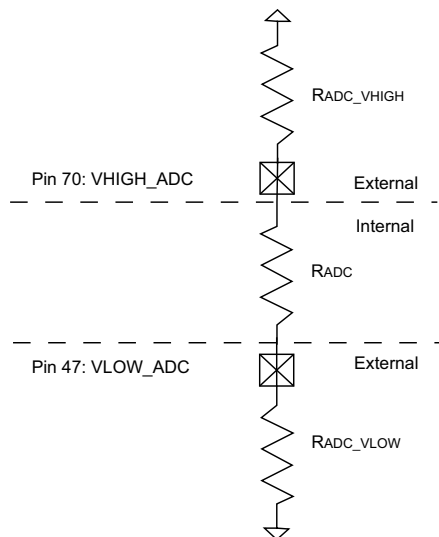 RADC_VHIGH
Pin 70: VHIGH_ADC
External
Internal
RADC
Pin 47: VLOW_ADC
External
RADC_VLOW